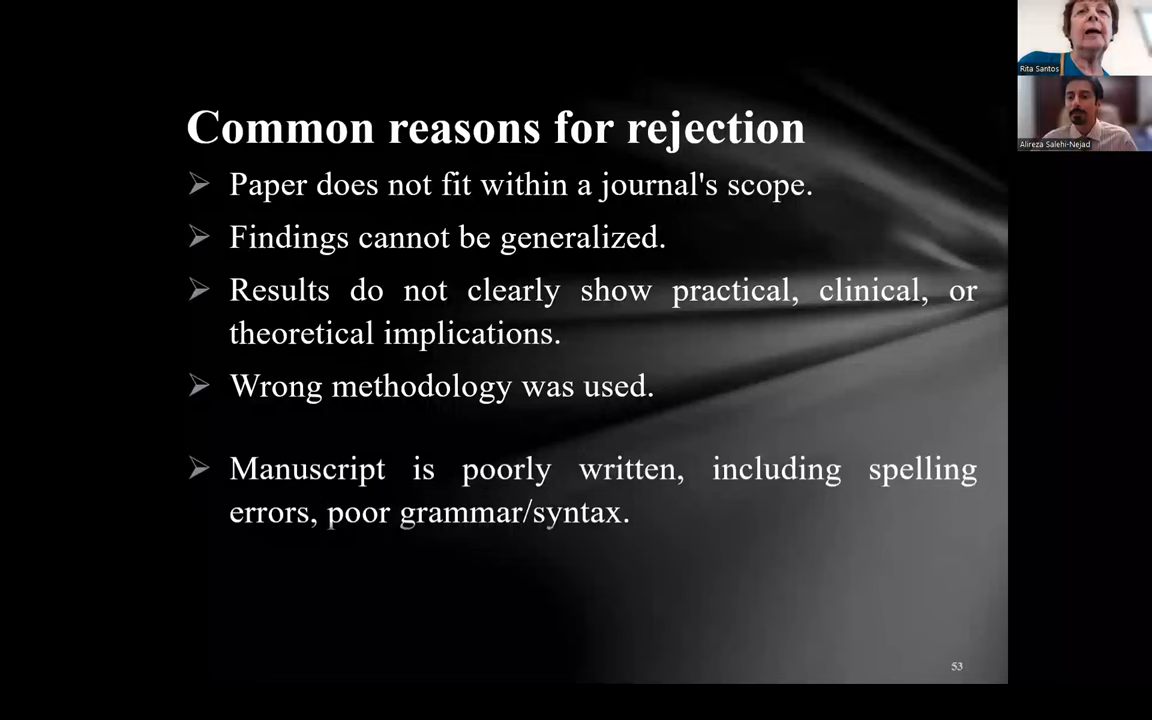 Rita Santos
Alireza Salehi-Nejad
Common reasons for rejection
Paper does not fit within a journal's scope.
Findings cannot be generalized.
Results do not clearly show practical, clinical, or
theoretical implications.
Wrong methodology was used.
Manuscript is poorly written, including spelling
errors, poor grammar/syntax.
53